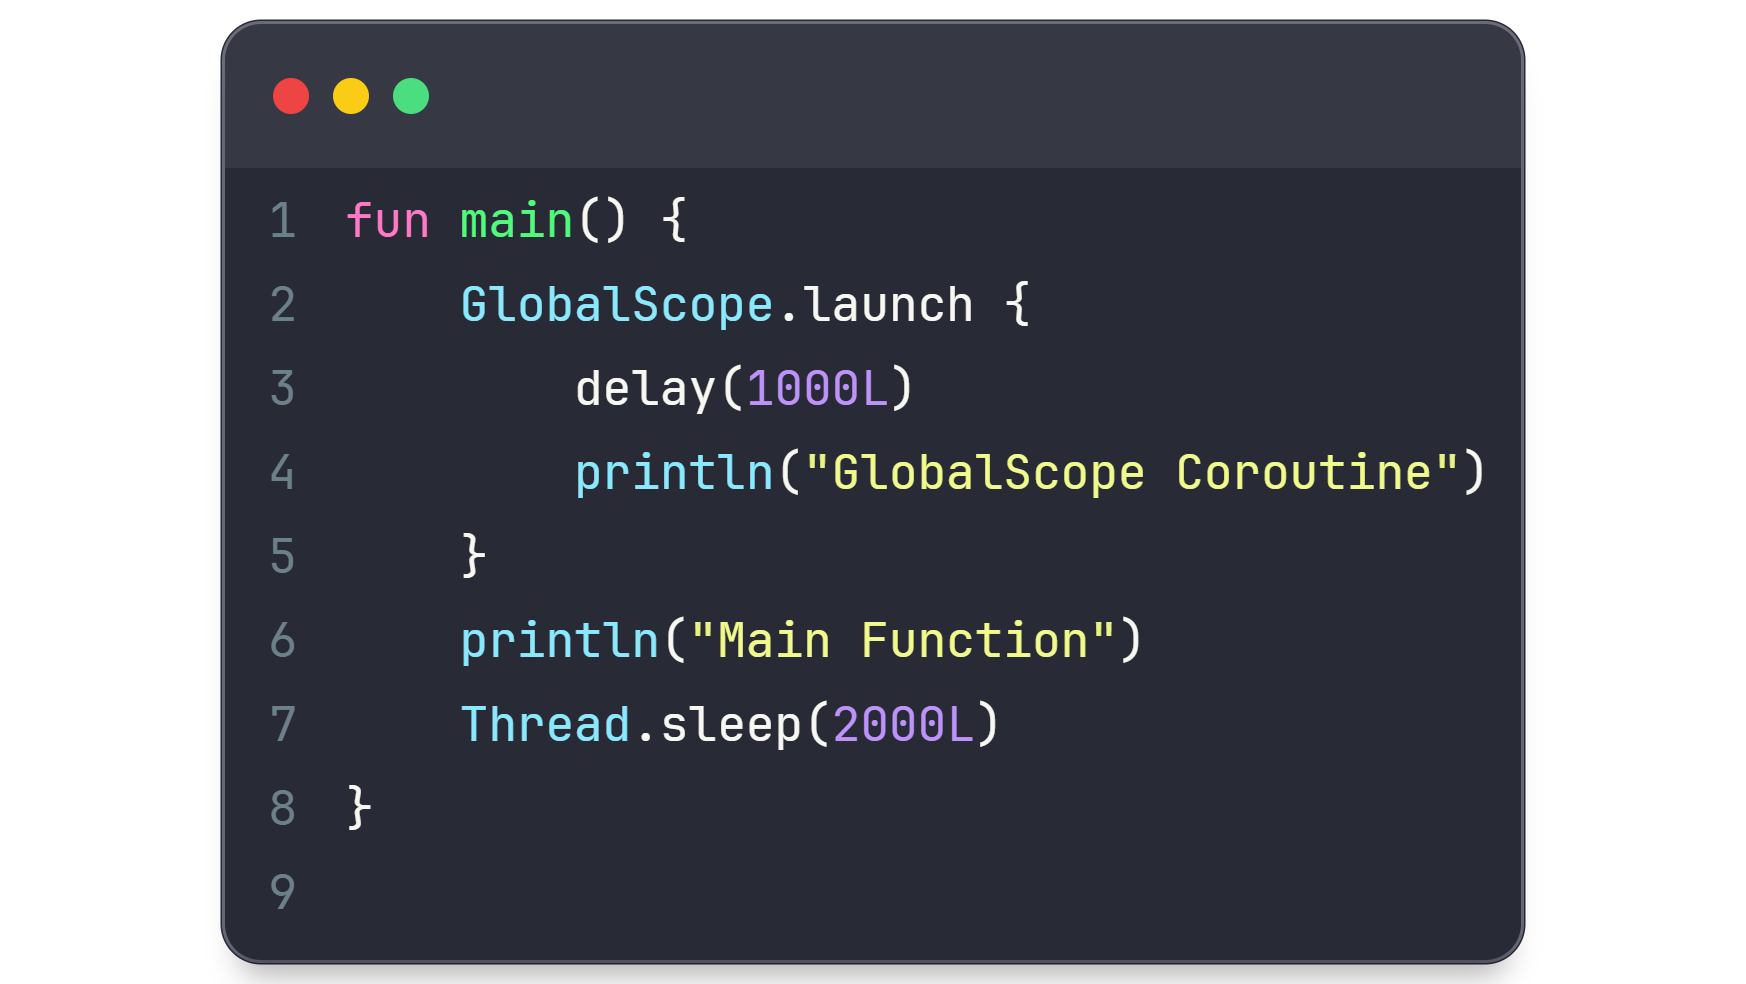 1 fun main() {
2     GlobalScope.launch {
3         delay(1000L)
4         println("GlobalScope Coroutine")
5     }
6     println("Main Function")
7     Thread.sleep(2000L)
8 }
9